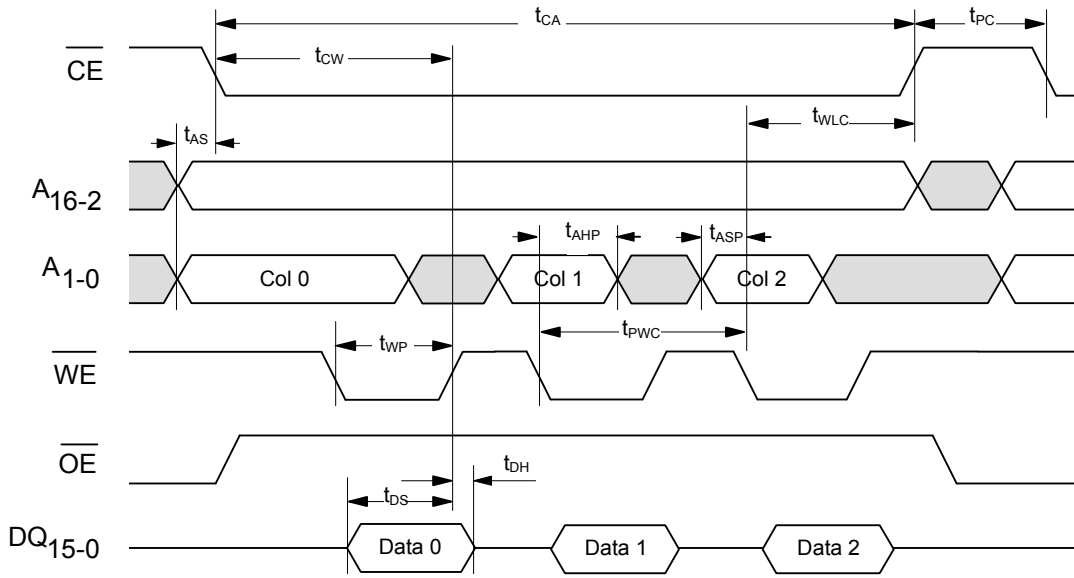 tCA
tPC
CE
tCW
tWLC
tAS
A16-2
tAHP
tASP
A1-0
Col 0
Col 1
Col 2
tWP
tPWC
WE
OE
tDH
tDS
DQ15-0
Data 0
Data 1
Data 2